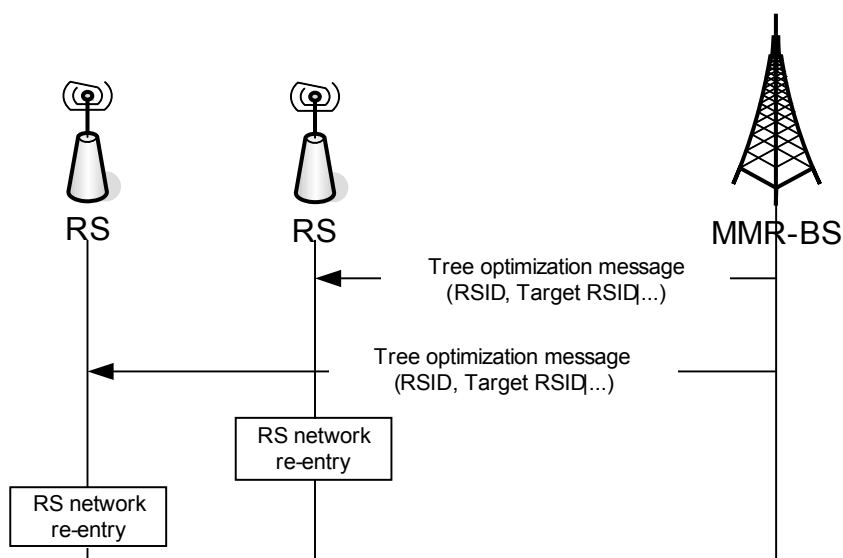 RS
RS
MMR-BS
Tree optimization message
(RSID, Target RSID|...)
Tree optimization message
(RSID, Target RSID|...)
RS network
re-entry
RS network
re-entry